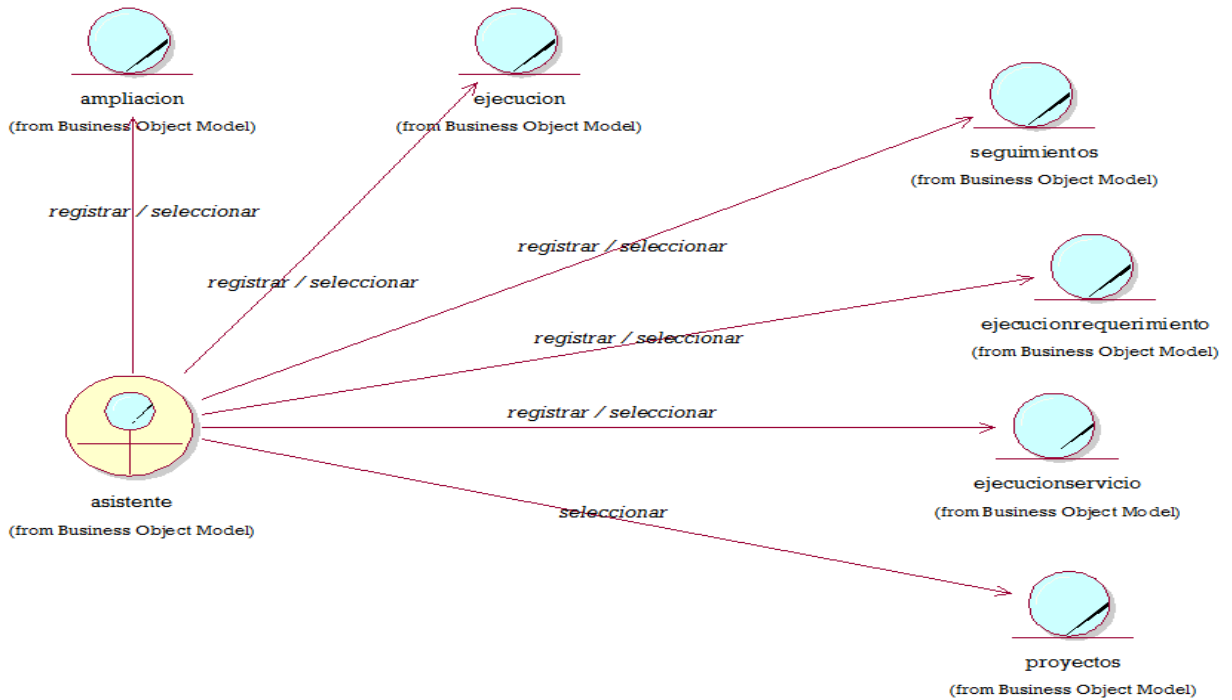 ampliacion
(from Business Object Model)
ejecucion
(from Business Object Model)
seguimientos
(from Business Object Model)
registrar / seleccionar
registrar / seleccionar
registrar / seleccionar
ejecucionrequerimiento
(from Business Object Model)
registrar / seleccionar
registrar / seleccionar
ejecucionservicio
(from Business Object Model)
asistente
(from Business Object Model)
seleccionar
proyectos
(from Business Object Model)